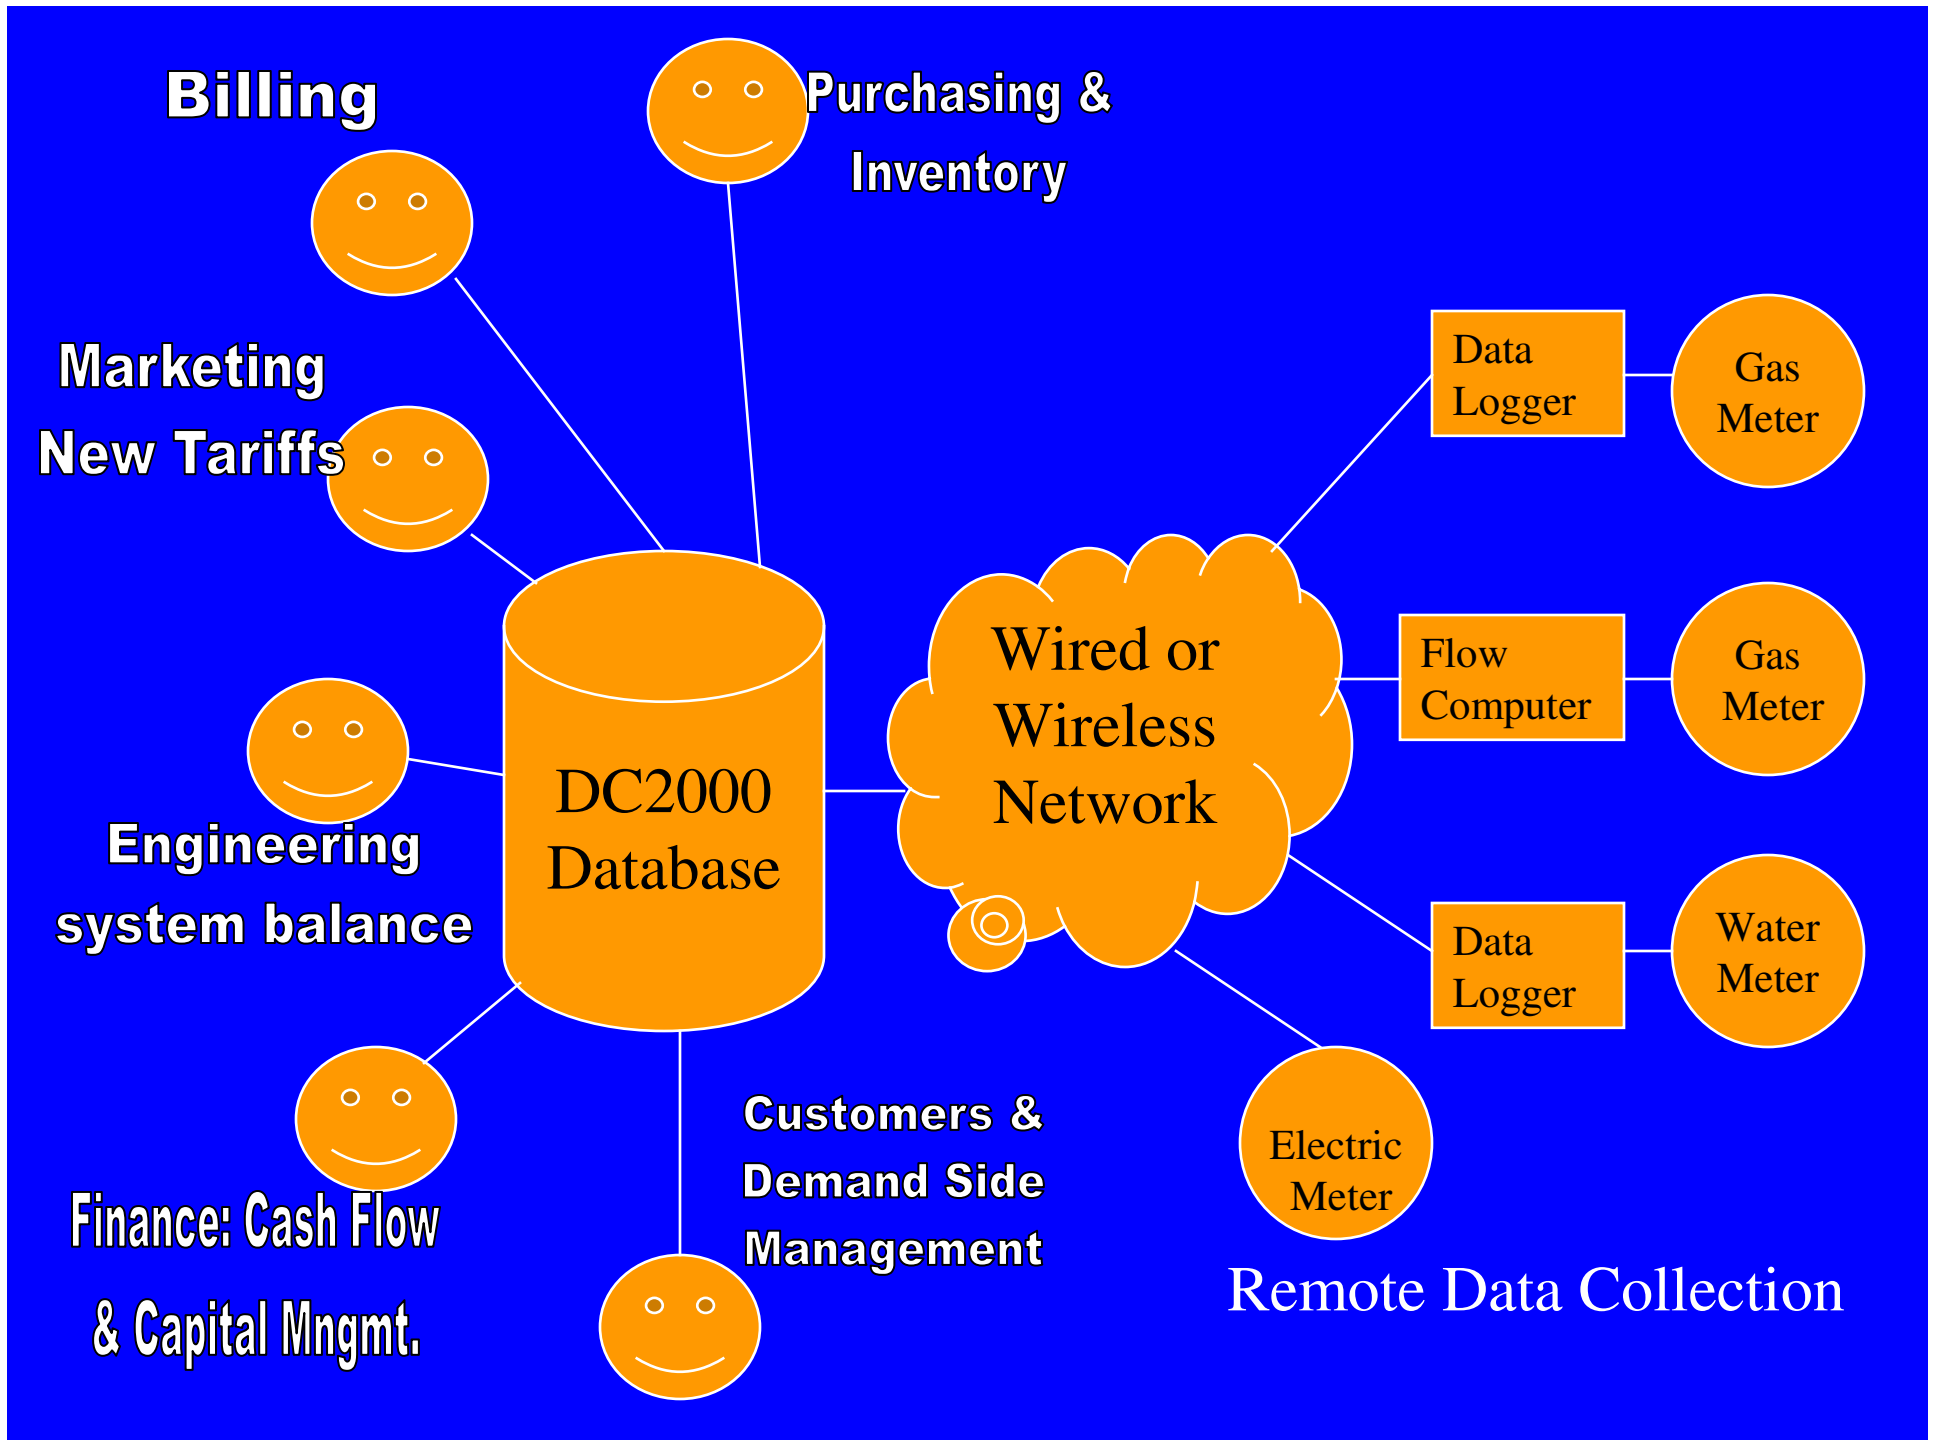 Billing
Purchasing &
Inventory
Marketing
New Tariffs
Data
Logger
Gas
Meter
Wired or
Wireless
Network
Flow
Computer
Gas
Meter
DC2000
Database
Engineering
system balance
Data
Logger
Water
Meter
Finance: Cash Flow
& Capital Mngmt.
Customers &
Demand Side
Management
Electric
Meter
Remote Data Collection